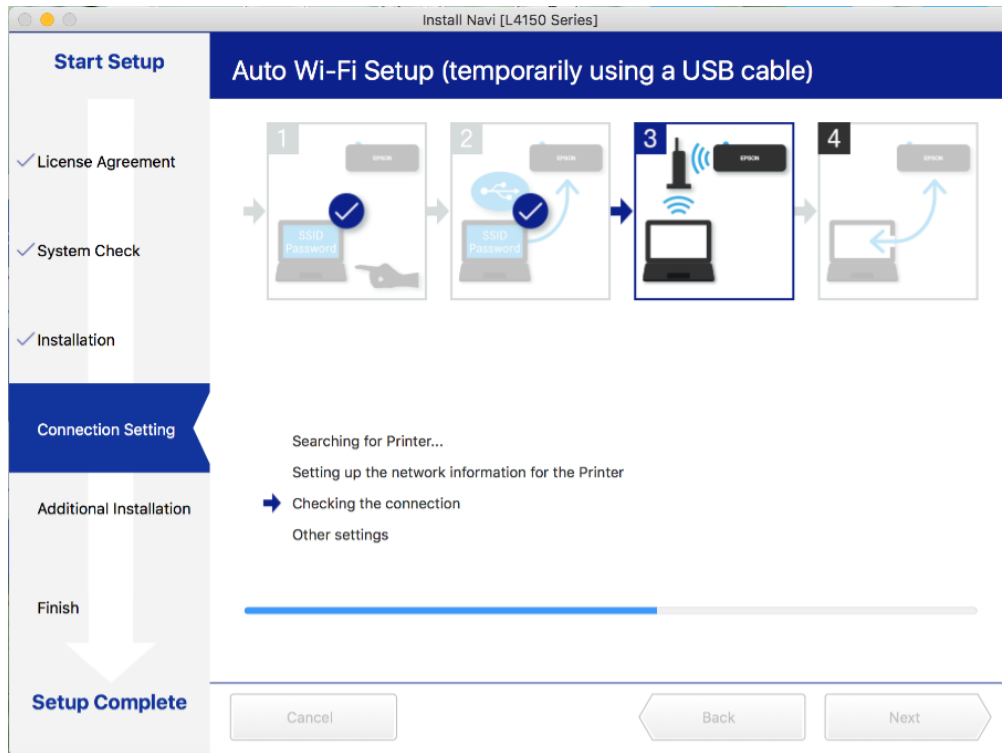 Install Navi [L4150 Series]
Start Setup
License Agreement
System Check
Installation
Connection Setting
Additional Installation
Finish
Setup Complete
Auto Wi-Fi Setup (temporarily using a USB cable)
1
EPSON
SSID
Password
2
EPSON
SSID
Password
3
EPSON
4
EPSON
Searching for Printer...
Setting up the network information for the Printer
Checking the connection
Other settings
Cancel
Back
Next